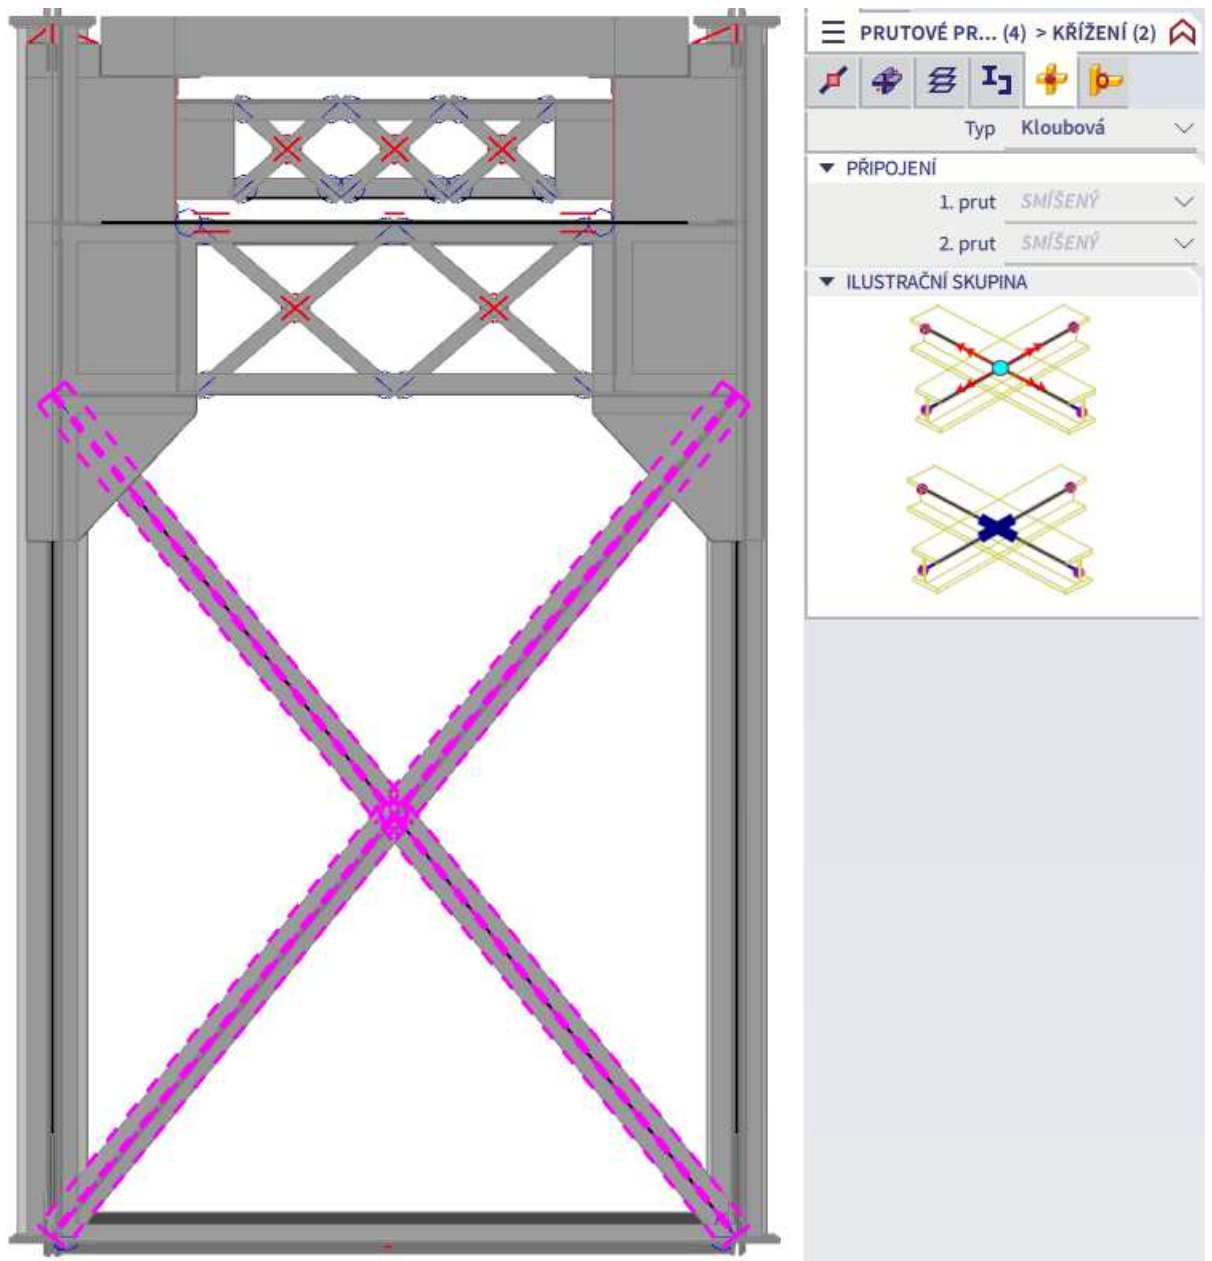 PRUTOVÉ PR... (4) > KŘÍŽENÍ (2)
Typ Kloubová
PŘIPOJENÍ
1. prut SMÍŠENÝ
2. prut SMÍŠENÝ
ILUSTRAČNÍ SKUPINA